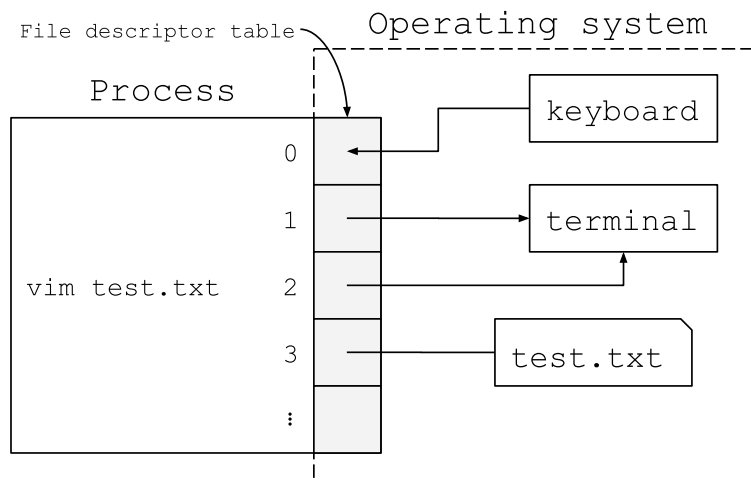 Operating system
File descriptor table
Process
keyboard
0
1
terminal
vim test.txt
2
3
test.txt
⋮